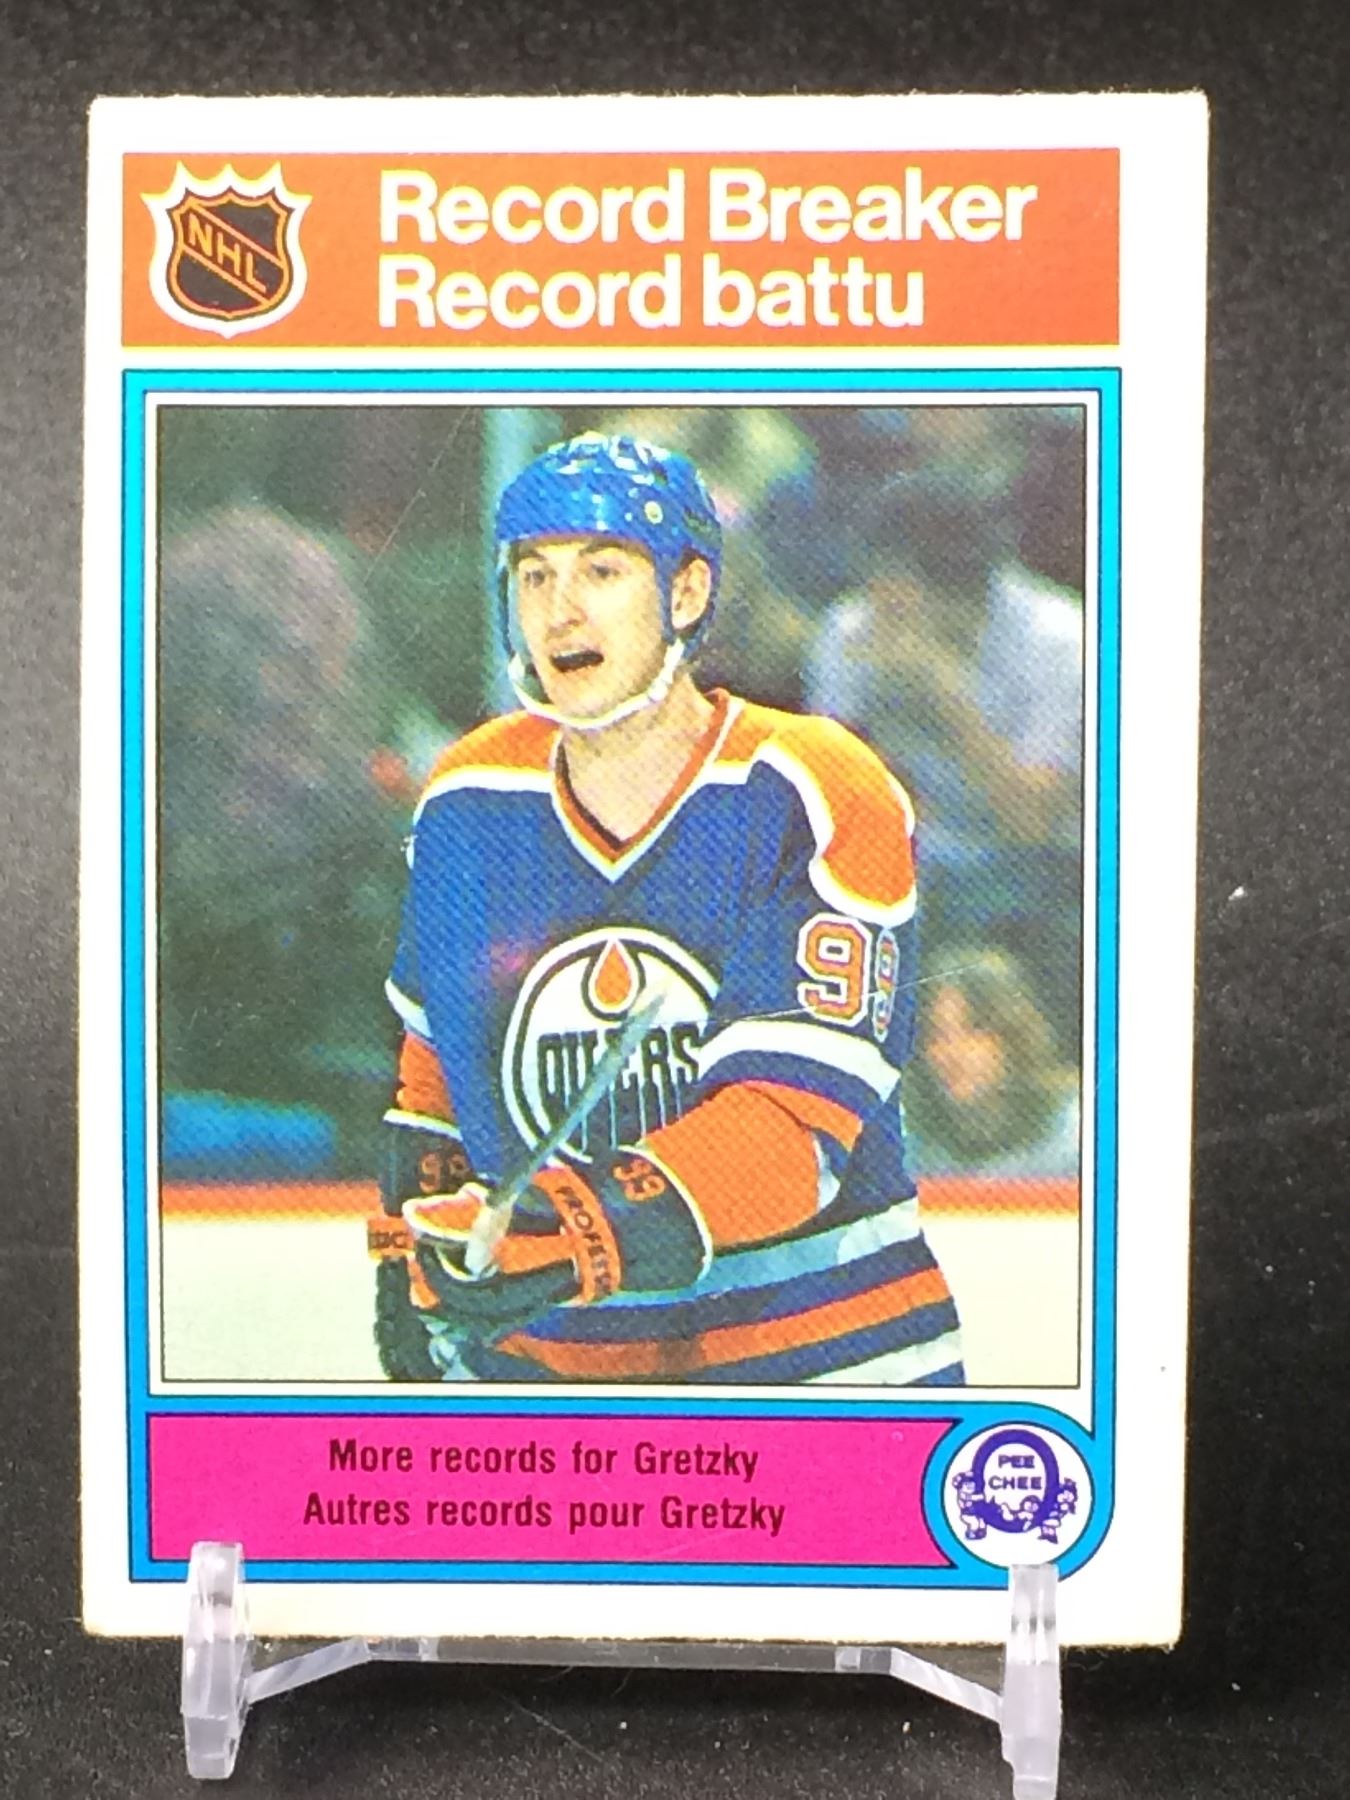 NHL
Record Breaker
Record battu
99
OILERS
99
99
PROFESS
More records for Gretzky
Autres records pour Gretzky
O
PEE
CHEE